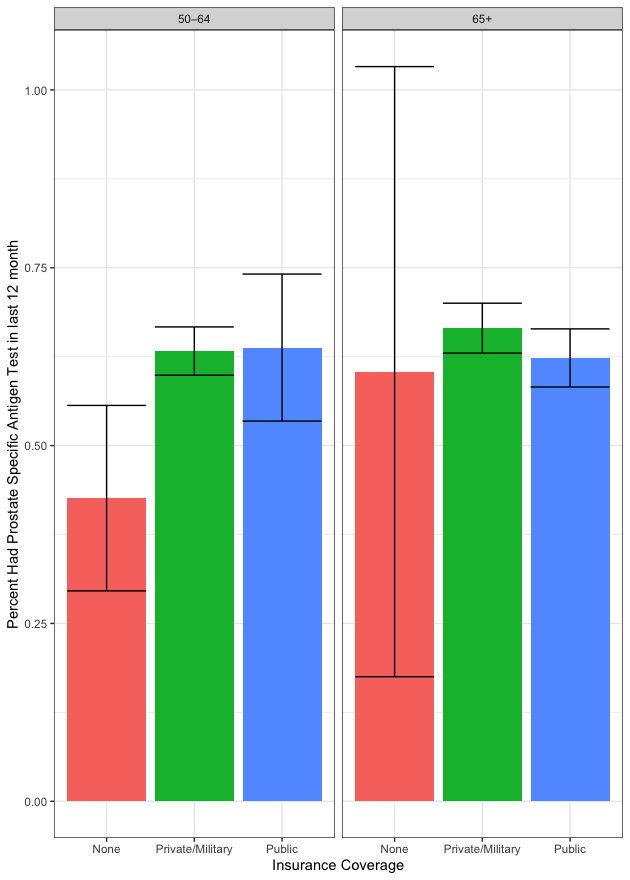 50–64
65+
Percent Had Prostate Specific Antigen Test in last 12 month
1.00
0.75
0.50
0.25
0.00
None
Private/Military
Public
None
Private/Military
Public
Insurance Coverage